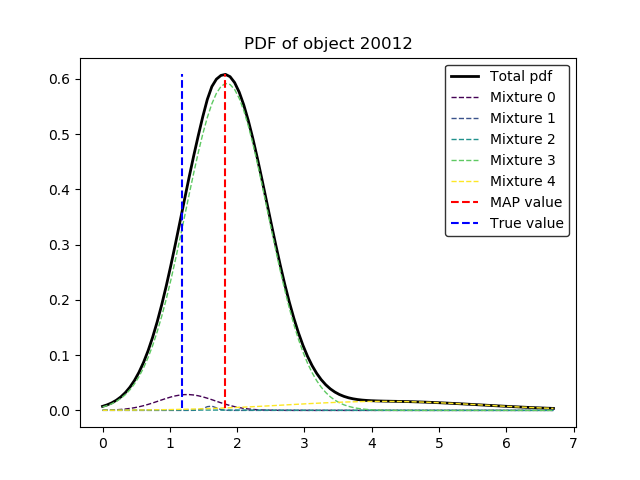 PDF of object 20012
Total pdf
Mixture 0
Mixture 1
Mixture 2
Mixture 3
Mixture 4
MAP value
True value
0.6
0.5
0.4
0.3
0.2
0.1
0.0
0 1 2 3 4 5 6 7